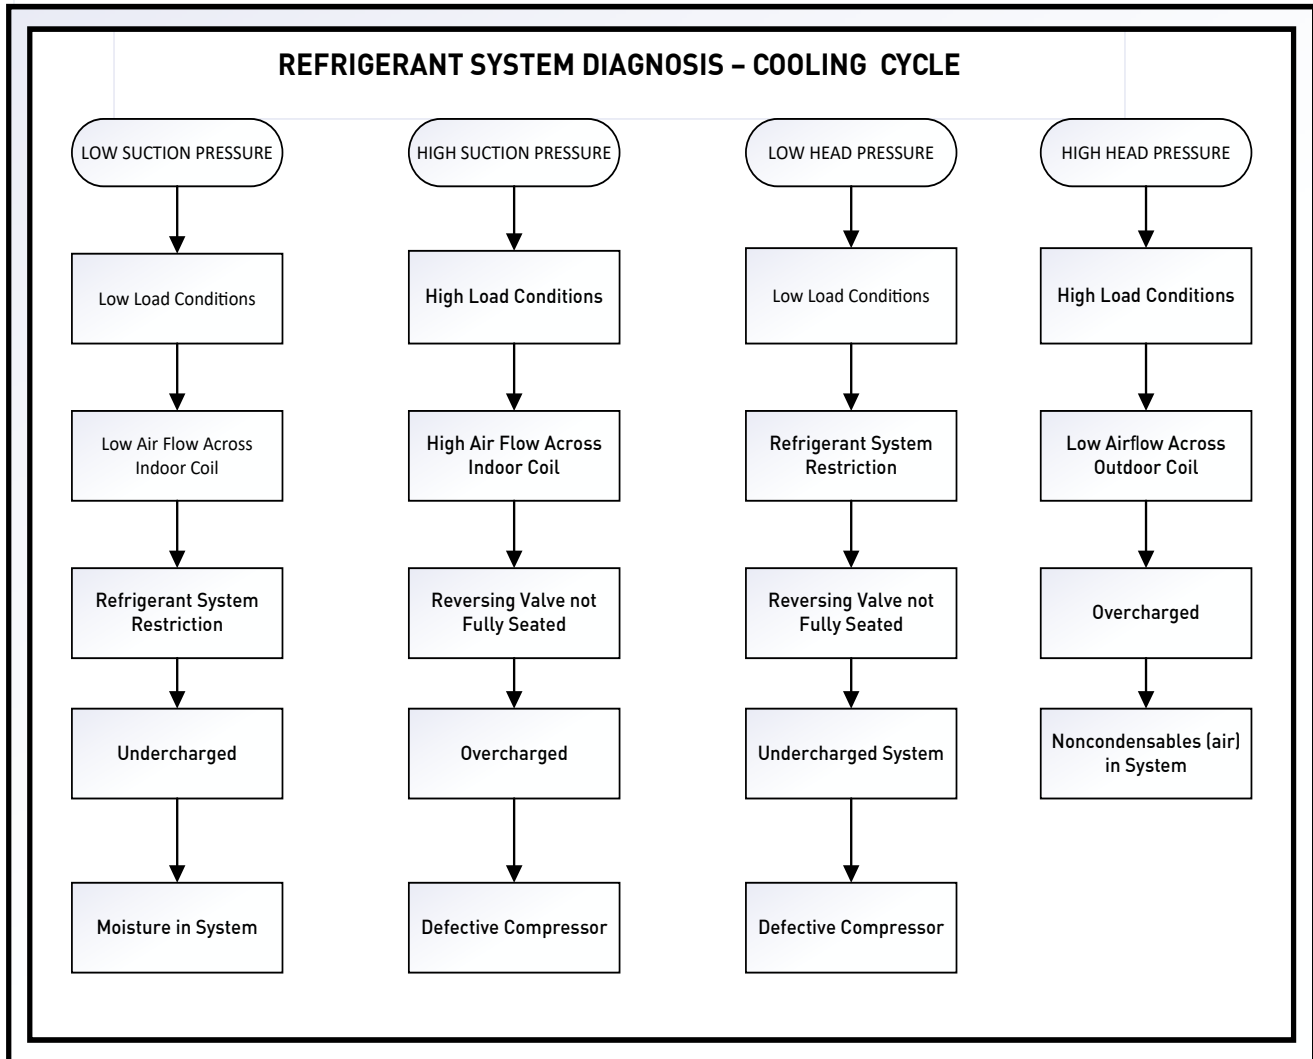 REFRIGERANT SYSTEM DIAGNOSIS – COOLING CYCLE
LOW SUCTION PRESSURE
Low Load Conditions
Low Air Flow Across
Indoor Coil
Refrigerant System
Restriction
Undercharged
Moisture in System
HIGH SUCTION PRESSURE
High Load Conditions
High Air Flow Across
Indoor Coil
Reversing Valve not
Fully Seated
Overcharged
Defective Compressor
LOW HEAD PRESSURE
Low Load Conditions
Refrigerant System
Restriction
Reversing Valve not
Fully Seated
Undercharged System
Defective Compressor
HIGH HEAD PRESSURE
High Load Conditions
Low Airflow Across
Outdoor Coil
Overcharged
Noncondensables (air)
in System